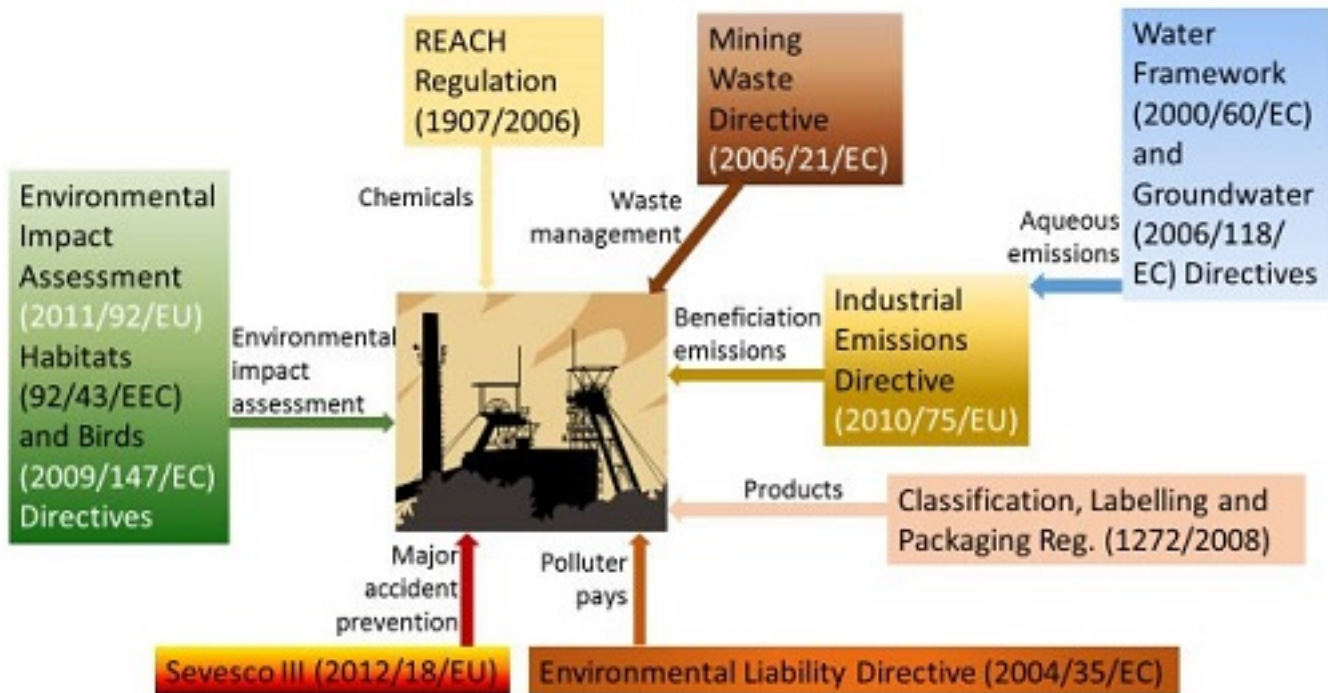 REACH
Regulation
(1907/2006)
Mining
Waste
Directive
(2006/21/EC)
Water
Framework
(2000/60/EC)
and
Groundwater
(2006/118/
EC) Directives
Chemicals
Waste
management
Aqueous
emissions
Environmental
Impact
Assessment
(2011/92/EU)
Habitats
(92/43/EEC)
and Birds
(2009/147/EC)
Directives
Environmental
impact
assessment
Beneficiation
emissions
Industrial
Emissions
Directive
(2010/75/EU)
Products
Classification, Labelling and
Packaging Reg. (1272/2008)
Major
accident
prevention
Polluter
pays
Sevesco III (2012/18/EU)
Environmental Liability Directive (2004/35/EC)